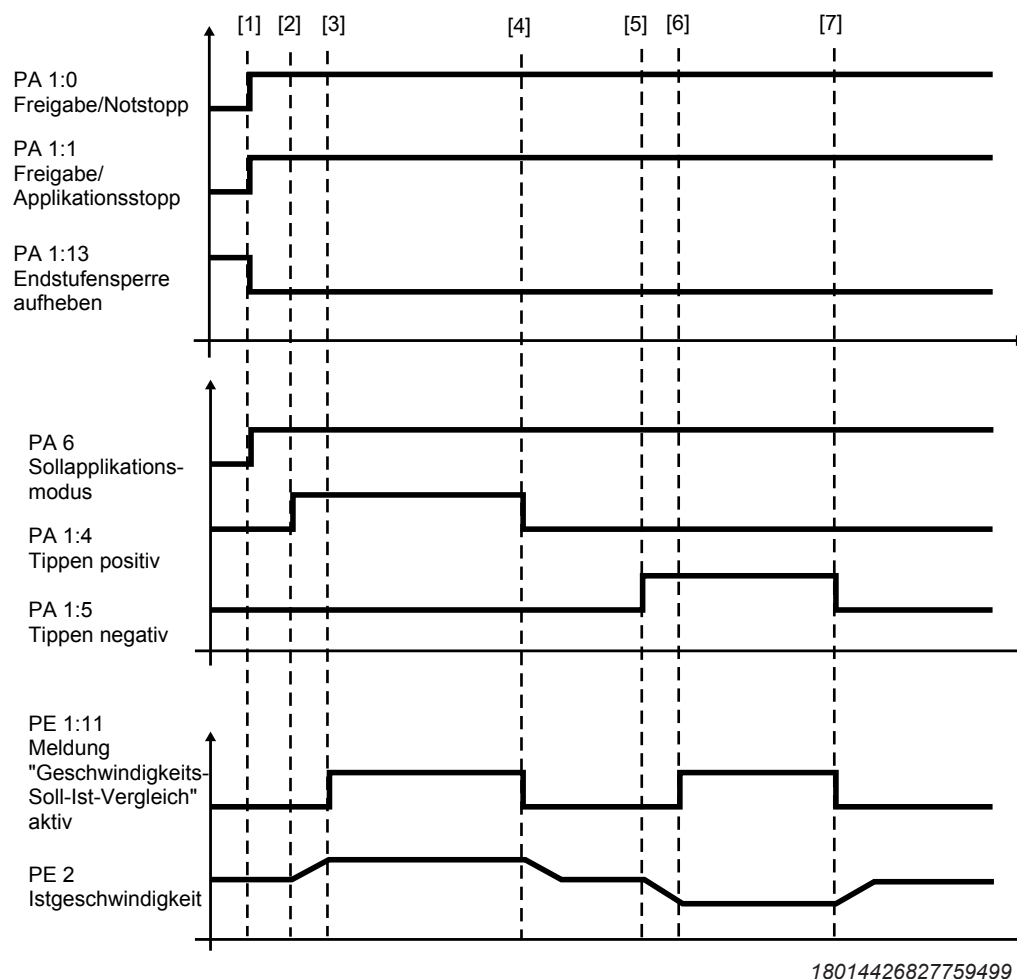 [1] [2] [3] [4] [5] [6] [7]
PA 1:0
Freigabe/Notstopp
PA 1:1
Freigabe/
Applikationsstopp
PA 1:13
Endstufensperre
aufheben
PA 6
Sollapplikations-
modus
PA 1:4
Tippen positiv
PA 1:5
Tippen negativ
PE 1:11
Meldung
"Geschwindigkeits-
Soll-Ist-Vergleich"
aktiv
PE 2
Istgeschwindigkeit
18014426827759499